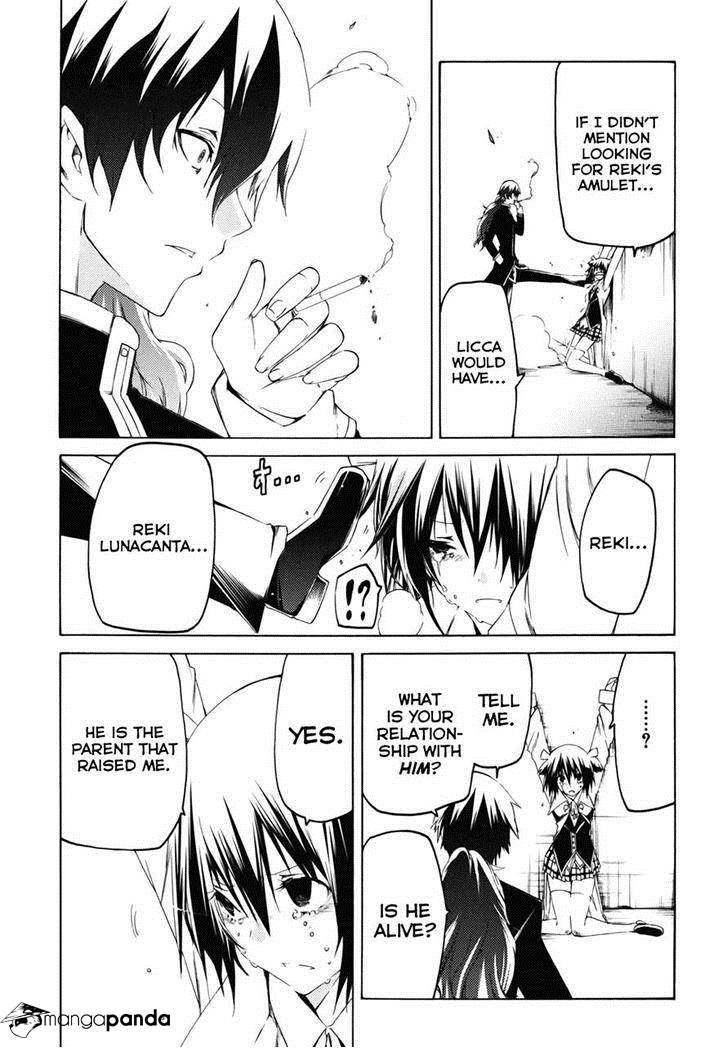 IF I DIDN'T
MENTION
LOOKING
FOR REKI'S
AMULET...
LICCA
WOULD
HAVE...
REKI...
!?
オ...
REKI
LUNACANTA...
......
?
TELL
ME.
WHAT
IS YOUR
RELATION-
SHIP WITH
HIM?
IS HE
ALIVE?
YES.
HE IS THE
PARENT THAT
RAISED ME.
mangapanda